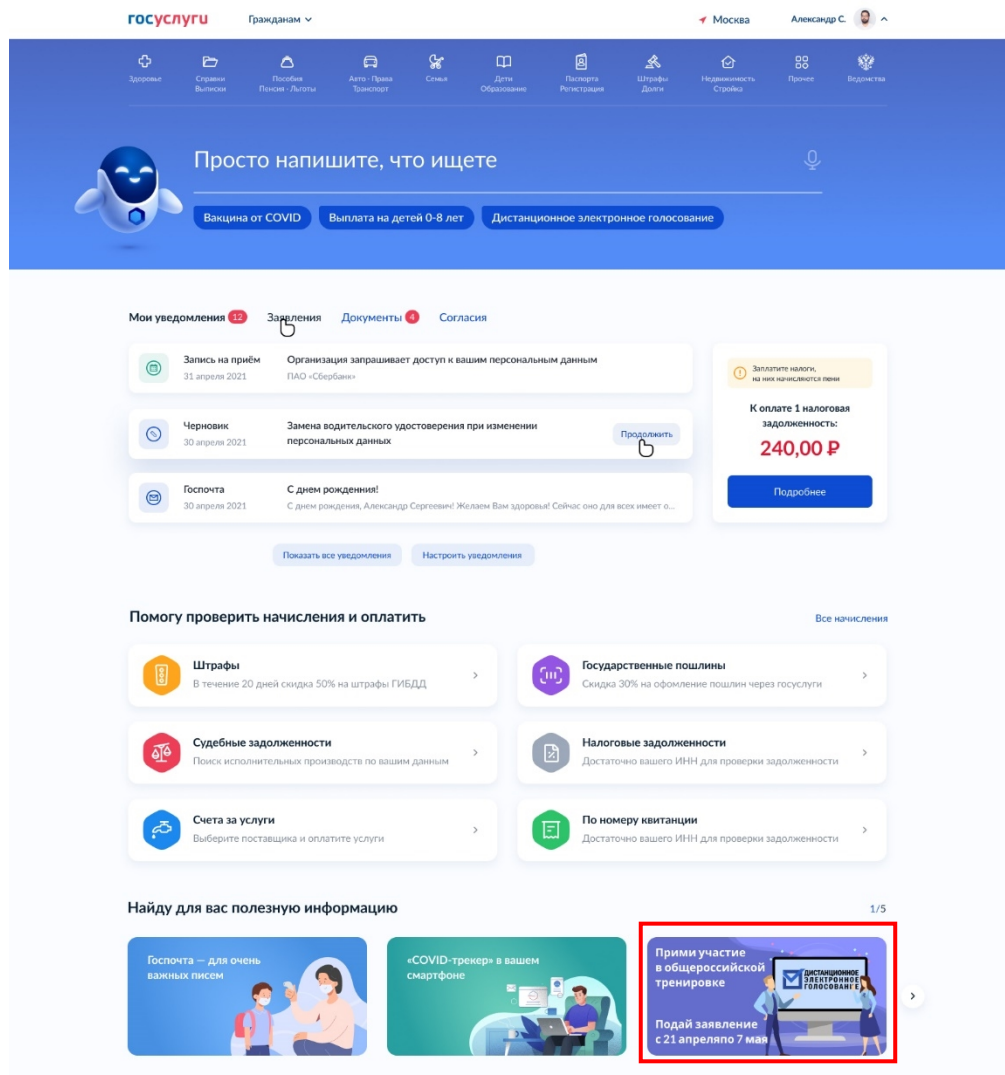 госуслуги
Гражданам
Москва
Александр С.
Здоровье
Справки
Выписки
Пособия
Пенсия - Льготы
Авто - Права
Транспорт
Семья
Дети
Образование
Паспорта
Регистрация
Штрафы
Долги
Недвижимость
Стройка
Прочее
Ведомства
Просто напишите, что ищете
Вакцина от COVID
Выплата на детей 0-8 лет
Дистанционное электронное голосование
Мои уведомления 12
Заявления
Документы 4
Согласия
Запись на приём
31 апреля 2021
Организация запрашивает доступ к вашим персональным данным
ПАО «Сбербанк»
Черновик
30 апреля 2021
Замена водительского удостоверения при изменении
персональных данных
Продолжить
Госпочта
30 апреля 2021
С днем рожденния!
С днем рождения, Александр Сергеевич! Желаем Вам здоровья! Сейчас оно для всех имеет о...
Заплатите налоги,
на них начисляются пени
К оплате 1 налоговая
задолженность:
240,00 ₽
Подробнее
Показать все уведомления
Настроить уведомления
Помогу проверить начисления и оплатить
Все начисления
Штрафы
В течение 20 дней скидка 50% на штрафы ГИБДД
Государственные пошлины
Скидка 30% на офомление пошлин через госуслуги
Судебные задолженности
Поиск исполнительных производств по вашим данным
Налоговые задолженности
Достаточно вашего ИНН для проверки задолженности
Счета за услуги
Выберите поставщика и оплатите услуги
По номеру квитанции
Достаточно вашего ИНН для проверки задолженности
Найду для вас полезную информацию
1/5
Госпочта — для очень
важных писем
«COVID-трекер» в вашем
смартфоне
Прими участие
в общероссийской
тренировке
Подай заявление
с 21 апреляпо 7 мая
ДИСТАНЦИОННОЕ
ЭЛЕКТРОННОЕ
ГОЛОСОВАНИЕ